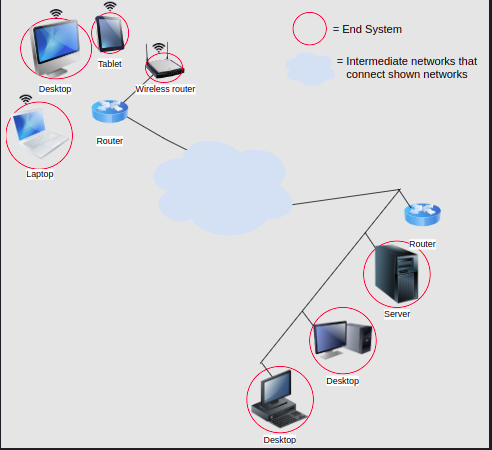 = End System
= Intermediate networks that
connect shown networks
Tablet
Desktop
Wireless router
Router
Laptop
Router
Server
Desktop
Desktop